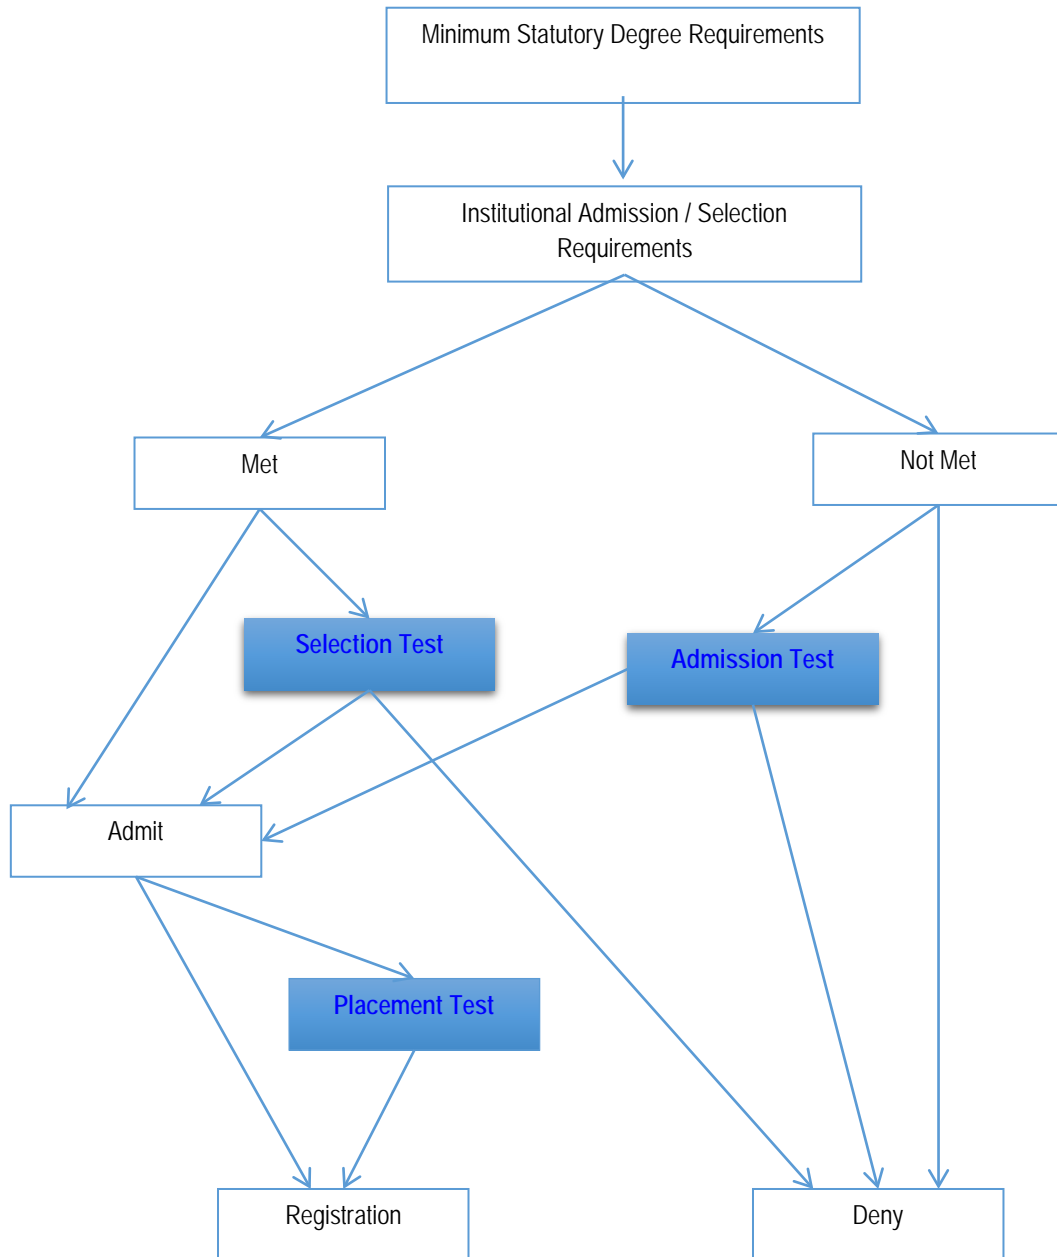 Minimum Statutory Degree Requirements
Institutional Admission / Selection
Requirements
Met
Not Met
Selection Test
Admission Test
Admit
Placement Test
Registration
Deny